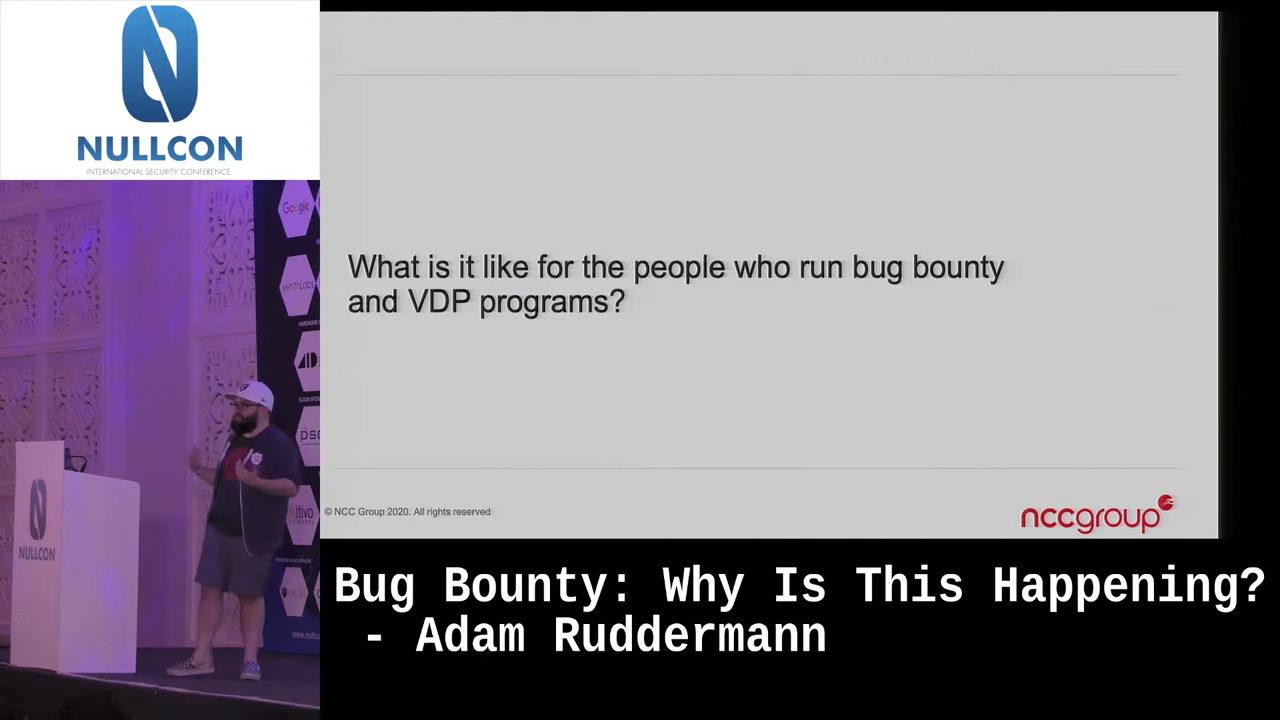 NULLCON
INTERNATIONAL SECURITY CONFERENCE
Google
NULLCON
What is it like for the people who run bug bounty
and VDP programs?
© NCC Group 2020. All rights reserved
nccgroup
Bug Bounty: Why Is This Happening?
- Adam Ruddermann